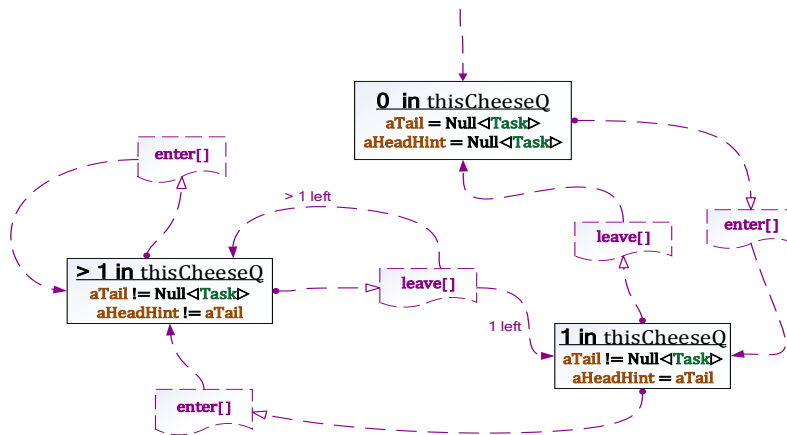 0 in thisCheeseQ
aTail = Null◁Task▷
aHeadHint = Null◁Task▷
enter[]
> 1 left
enter[]
leave[]
> 1 in thisCheeseQ
aTail != Null◁Task▷
aHeadHint != aTail
leave[]
1 left
1 in thisCheeseQ
aTail != Null◁Task▷
aHeadHint = aTail
enter[]